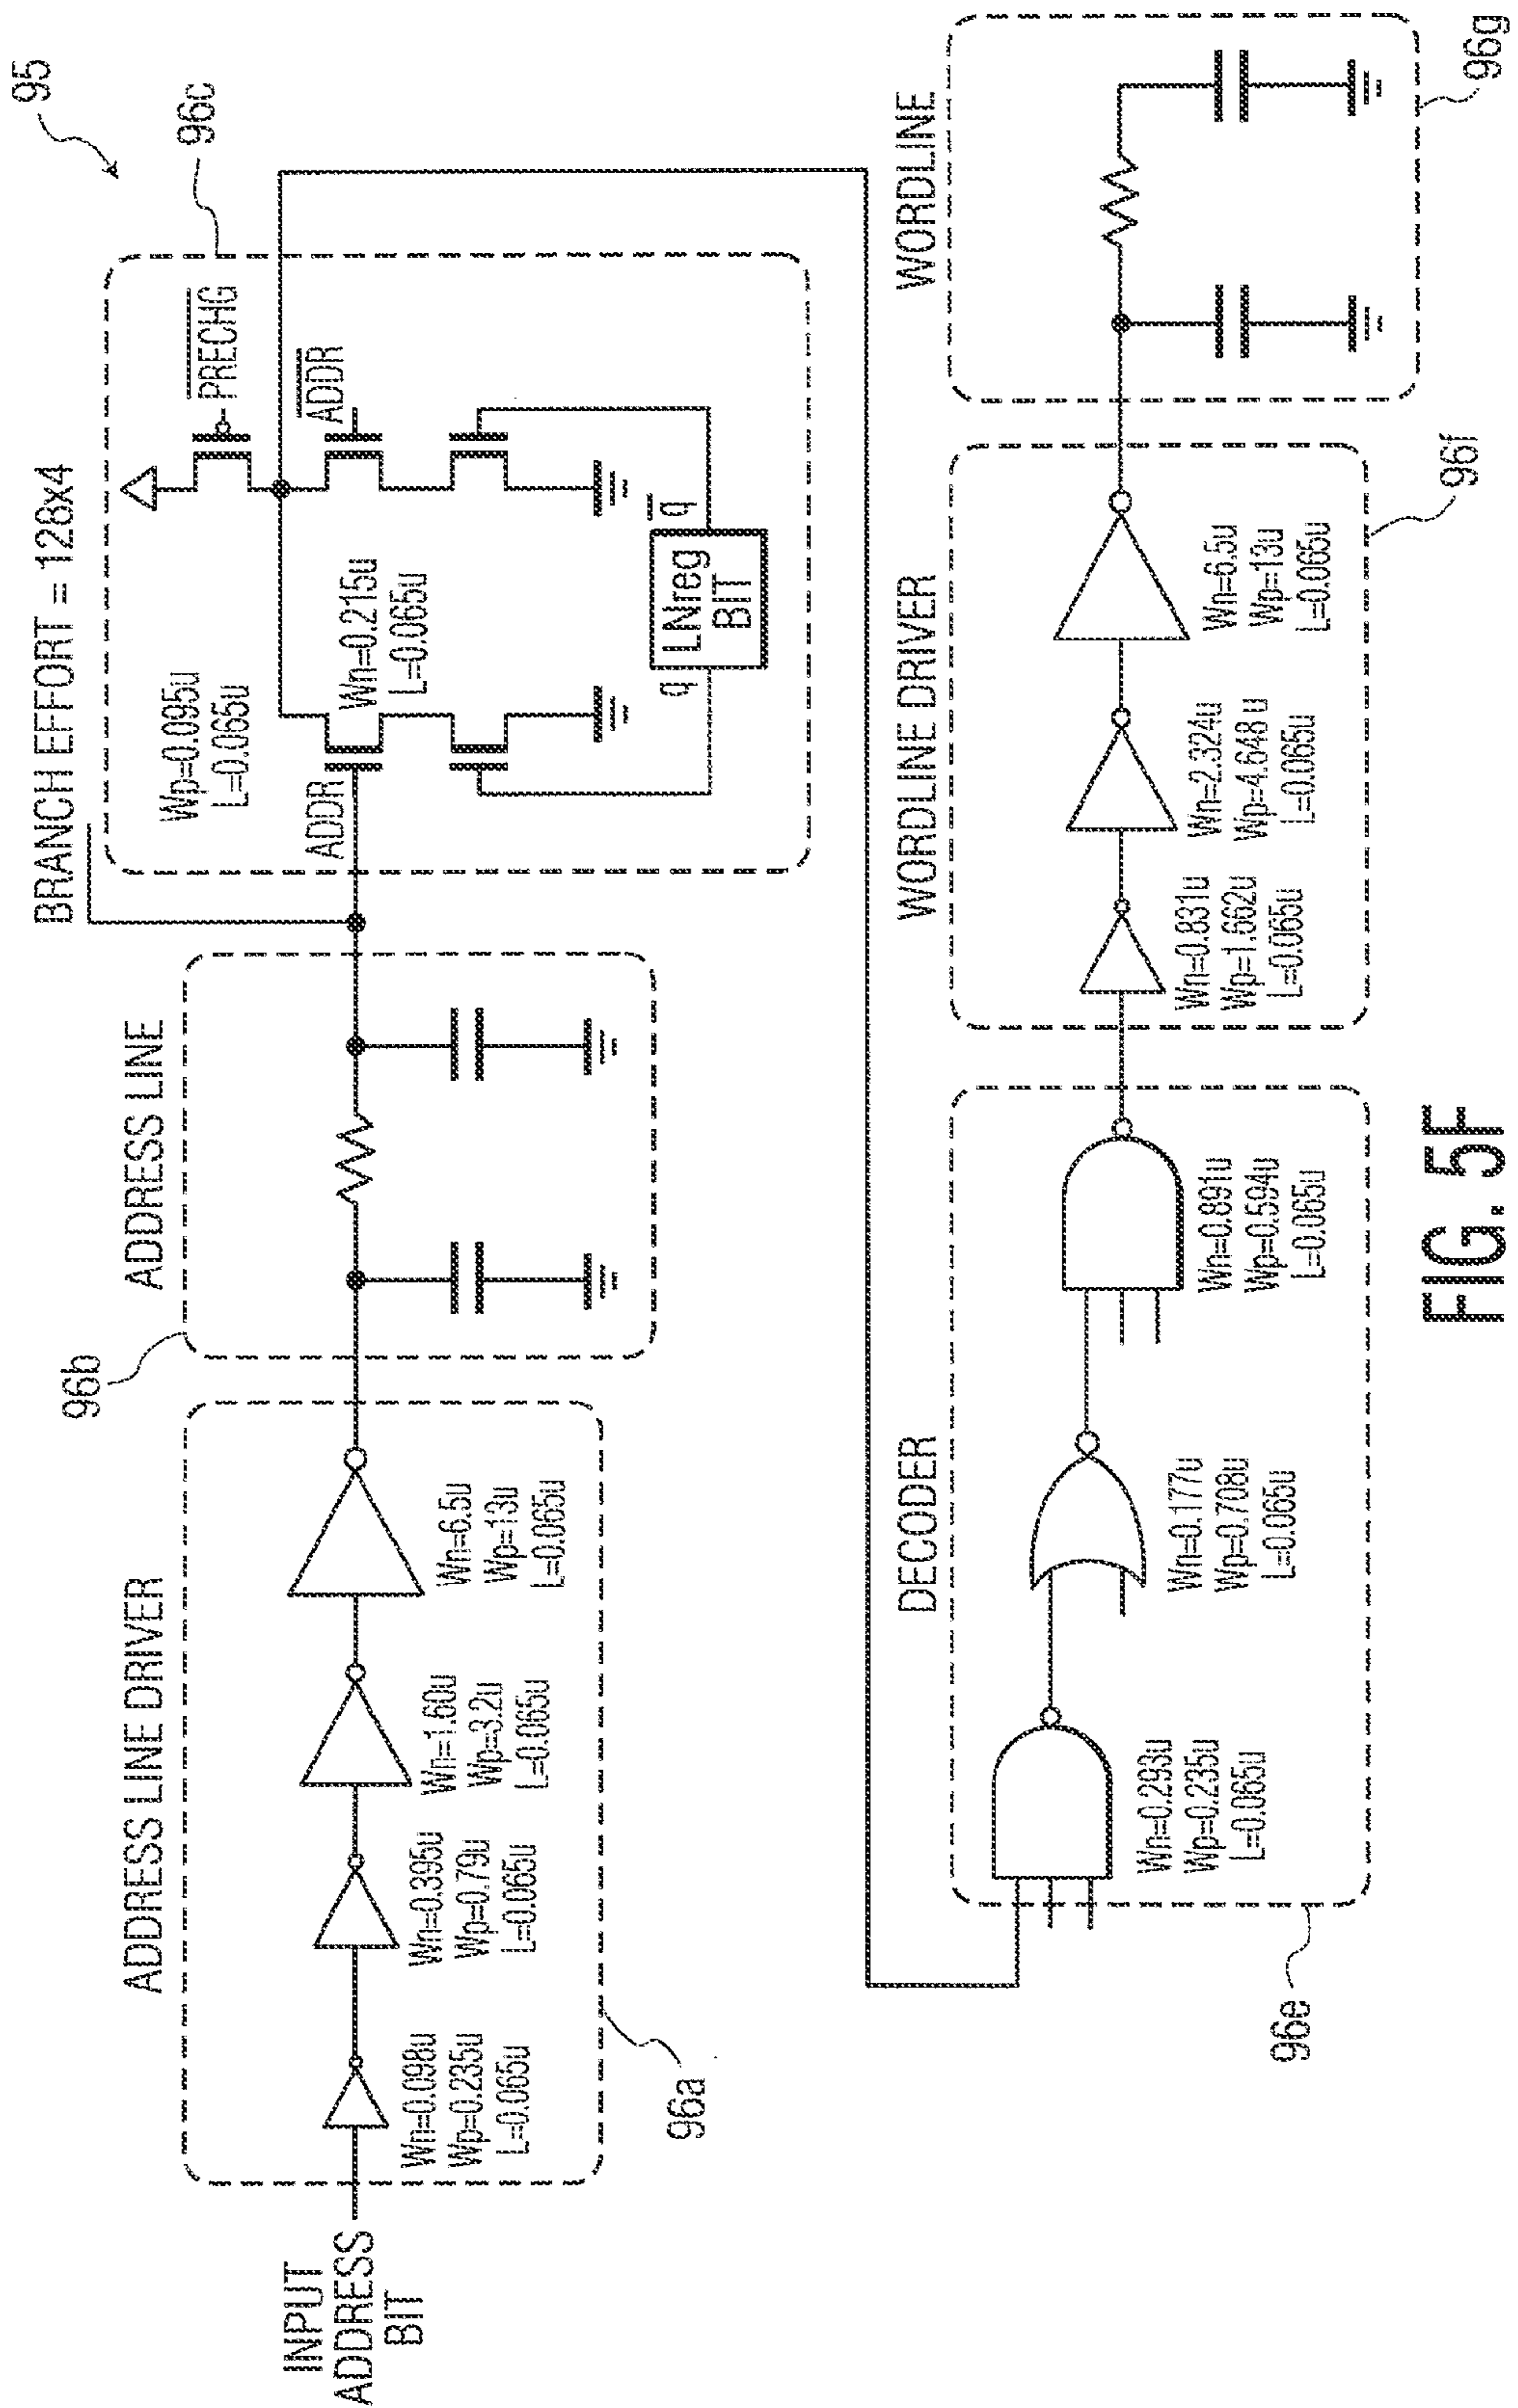 95
BRANCH EFFORT = 128x4
96c
ADDRESS LINE DRIVER
96b
ADDRESS LINE
Wp=0.095u
L=0.065u
PRECHG
ADDR
ADDR
Wn=0.215u
L=0.065u
q
q
LNreg
BIT
INPUT
ADDRESS
BIT
Wn=0.098u
Wp=0.235u
L=0.065u
Wn=0.395u
Wp=0.79u
L=0.065u
Wn=1.60u
Wp=3.2u
L=0.065u
Wn=6.5u
Wp=13u
L=0.065u
96a
DECODER
WORDLINE DRIVER
WORDLINE
Wn=0.293u
Wp=0.235u
L=0.065u
Wn=0.177u
Wp=0.708u
L=0.065u
Wn=0.891u
Wp=0.594u
L=0.065u
Wn=0.831u
Wp=1.662u
L=0.065u
Wn=2.324u
Wp=4.648 u
L=0.065u
Wn=6.5u
Wp=13u
L=0.065u
96e
96f
96g
FIG. 5F